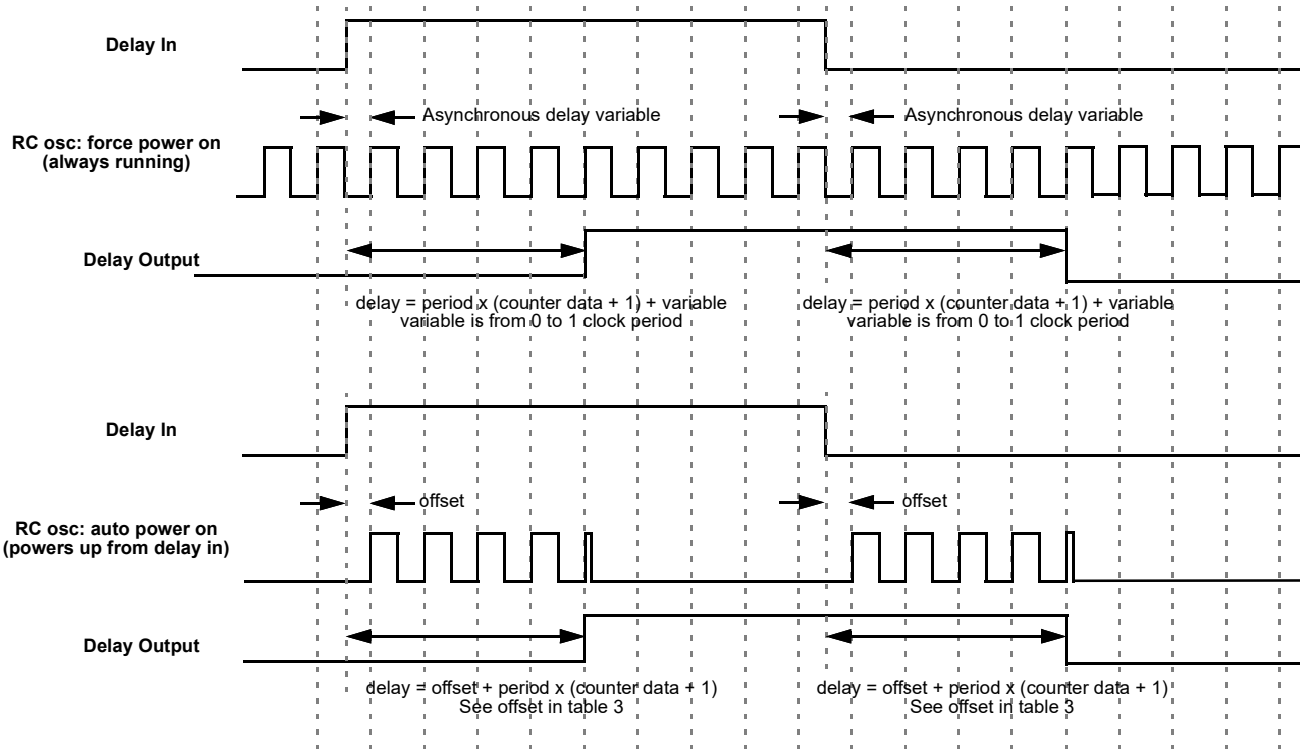 Delay In
Asynchronous delay variable
Asynchronous delay variable
RC osc: force power on
(always running)
Delay Output
delay = period x (counter data + 1) + variable
variable is from 0 to 1 clock period
delay = period x (counter data + 1) + variable
variable is from 0 to 1 clock period
Delay In
offset
offset
RC osc: auto power on
(powers up from delay in)
Delay Output
delay = offset + period x (counter data + 1)
See offset in table 3
delay = offset + period x (counter data + 1)
See offset in table 3